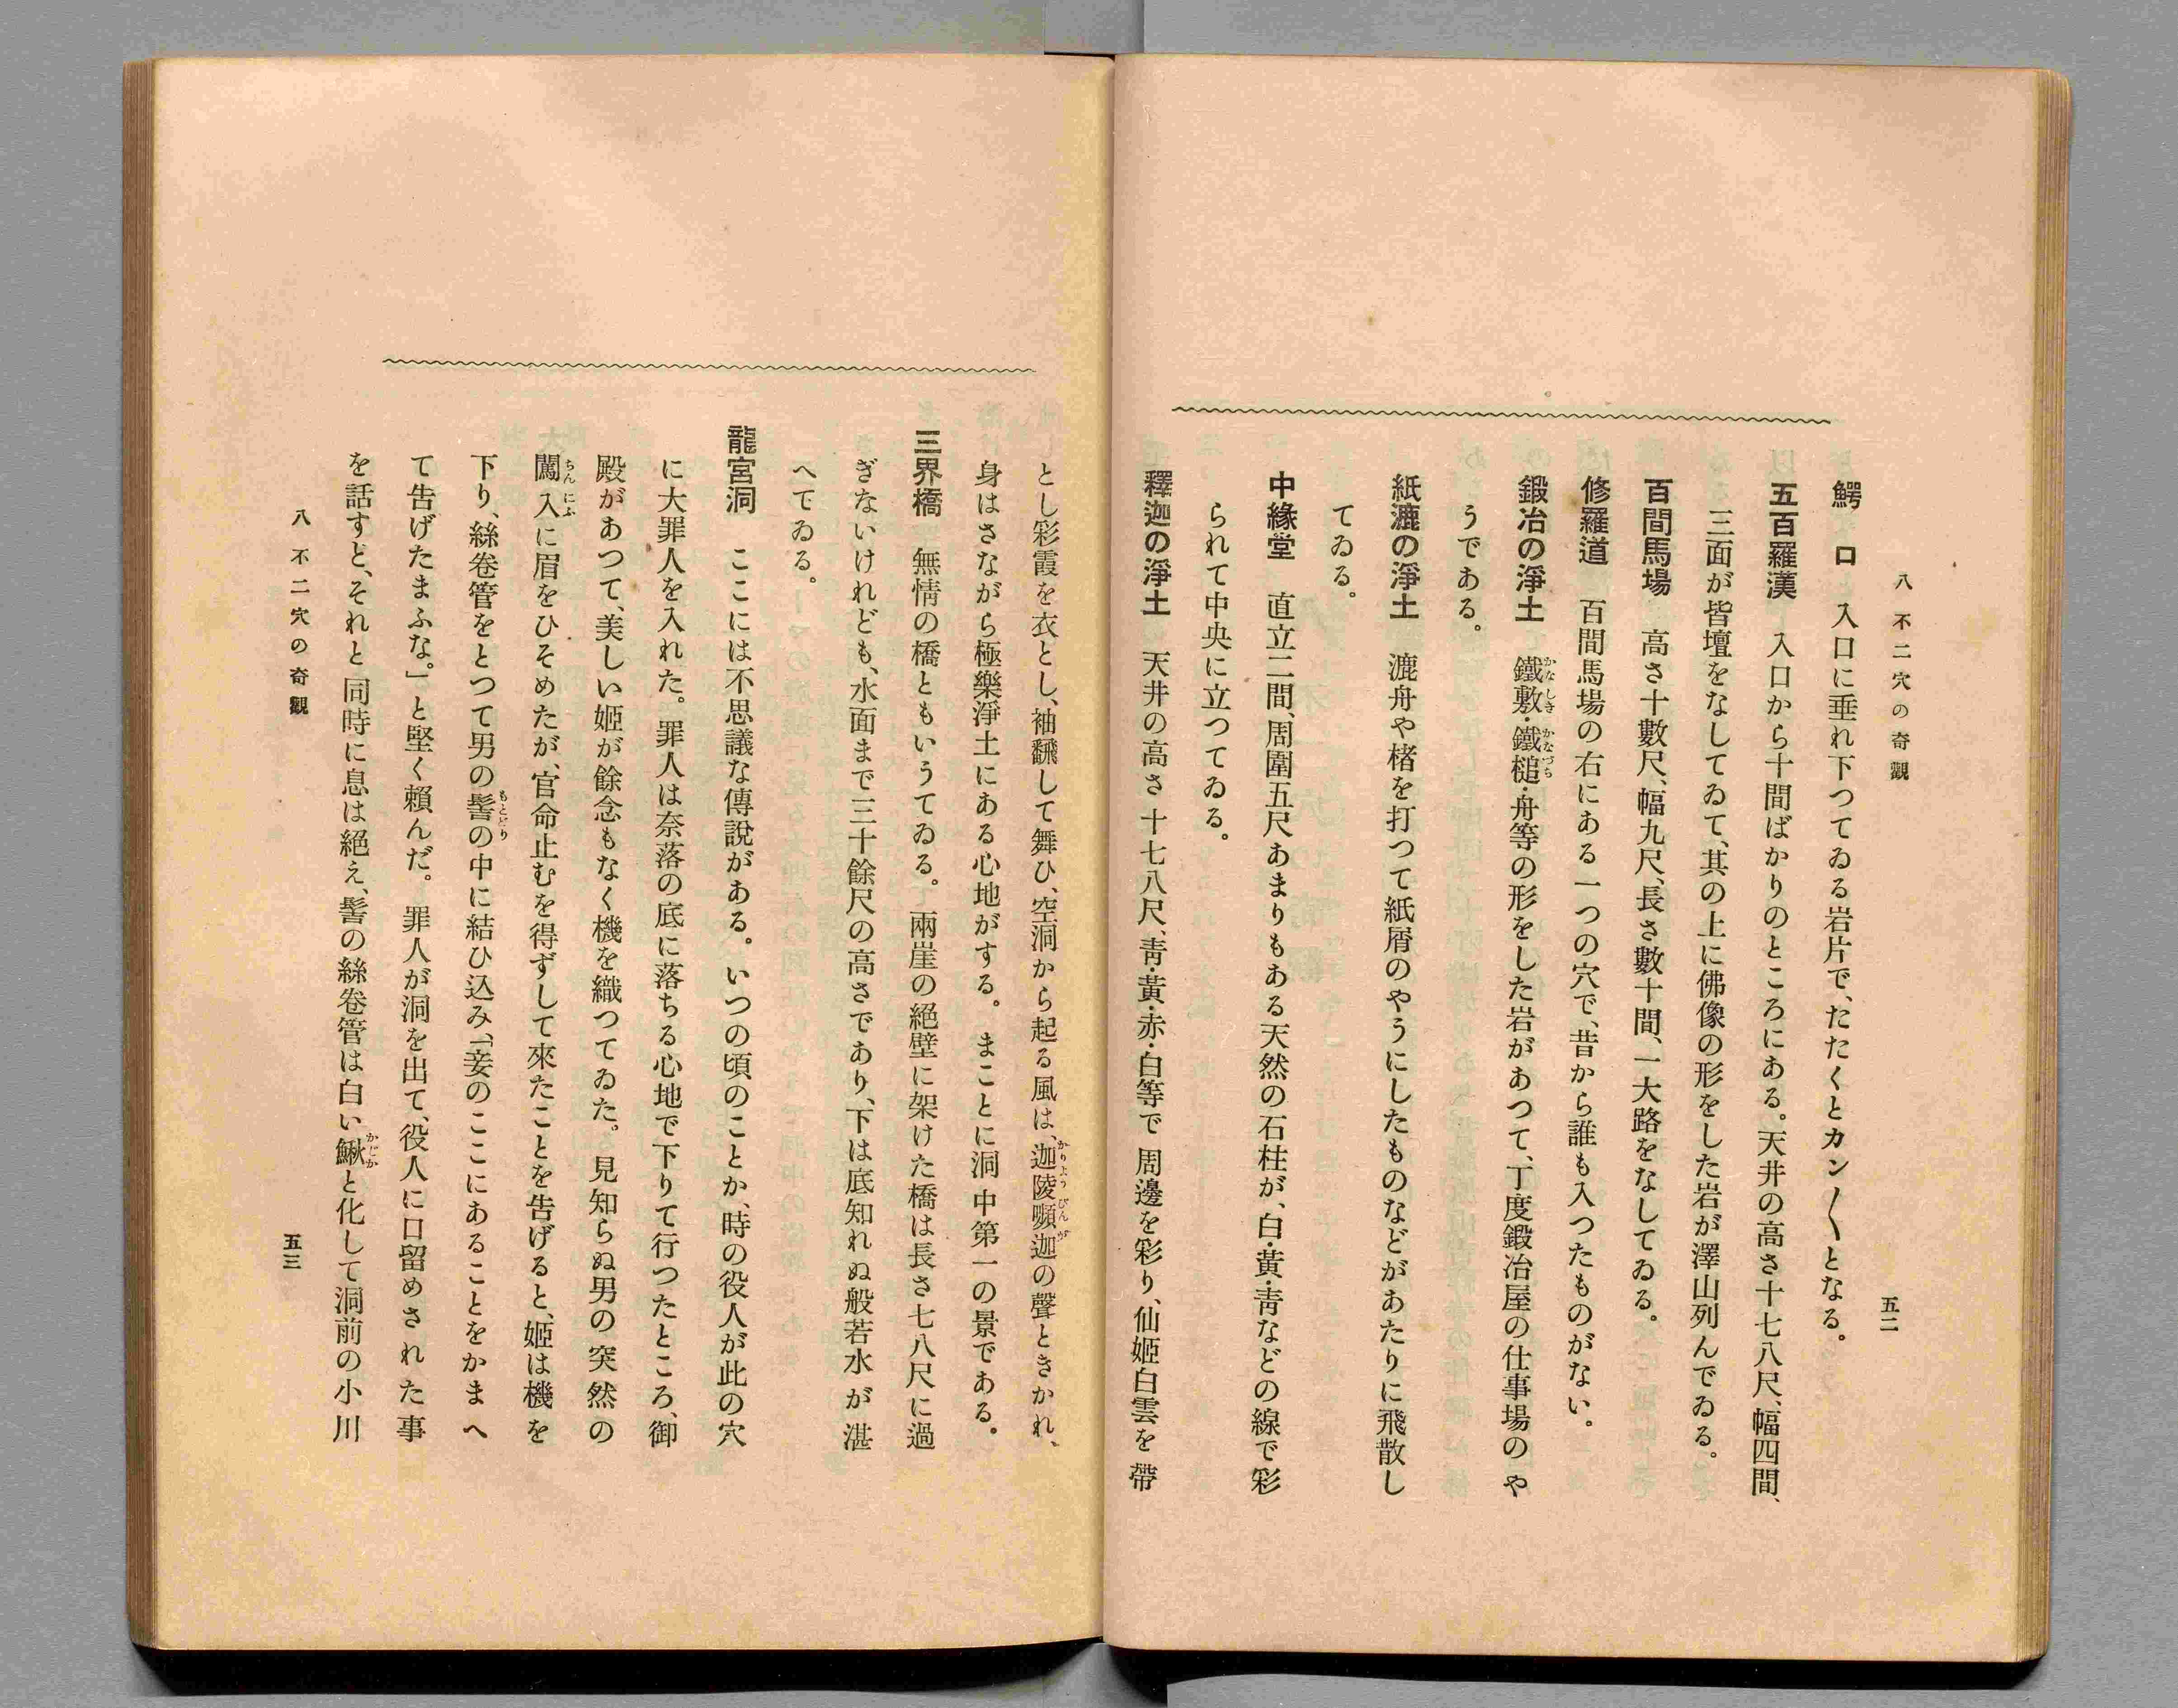 八 不二穴の奇觀
五二
鰐口 入口に垂れ下つてゐる岩片で、たたくとカン〳〵となる。
五百羅漢 入口から十間ばかりのところにある。天井の高さ十七八尺、幅四間、
三面が皆壇をなしてゐて、其の上に佛像の形をした岩が澤山列んでゐる。
百間馬場 高さ十數尺、幅九尺、長さ數十間、一大路をなしてゐる。
修羅道 百間馬場の右にある一つの穴で、昔から誰も入つたものがない。
鍛冶の淨土 鐵敷・鐵槌・舟等の形をした岩があつて、丁度鍛冶屋の仕事場のや
うである。
紙漉の淨土 漉舟や楮を打つて紙屑のやうにしたものなどがあたりに飛散し
てゐる。
中緣堂 直立二間、周圍五尺あまりもある天然の石柱が、白・黃・靑などの線で彩
られて中央に立つてゐる。
釋迦の淨土 天井の高さ十七八尺、靑・黃・赤・白等で周邊を彩り、仙姬白雲を帶
とし彩霞を衣とし、袖飜して舞ひ、空洞から起る風は、迦陵嚬迦の聲ときかれ、
身はさながら極樂淨土にある心地がする。まことに洞中第一の景である。
三界橋 無情の橋ともいうてゐる。兩崖の絕壁に架けた橋は長さ七八尺に過
ぎないけれども、水面まで三十餘尺の高さであり、下は底知れぬ般若水が湛
へてゐる。
龍宮洞 ここには不思議な傳說がある。いつの頃のことか、時の役人が此の穴
に大罪人を入れた。罪人は奈落の底に落ちる心地で下りて行つたところ、御
殿があつて、美しい姬が餘念もなく機を織つてゐた。見知らぬ男の突然の
闖入に眉をひそめたが、官命止むを得ずして來たことを告げると、姬は機を
下り、絲卷管をとつて男の髻の中に結ひ込み、「妾のここにあることをかまへ
て告げたまふな。」と堅く賴んだ。罪人が洞を出て、役人に口留めされた事
を話すと、それと同時に息は絕え、髻の絲卷管は白い鰍と化して洞前の小川
八 不二穴の奇觀
五三